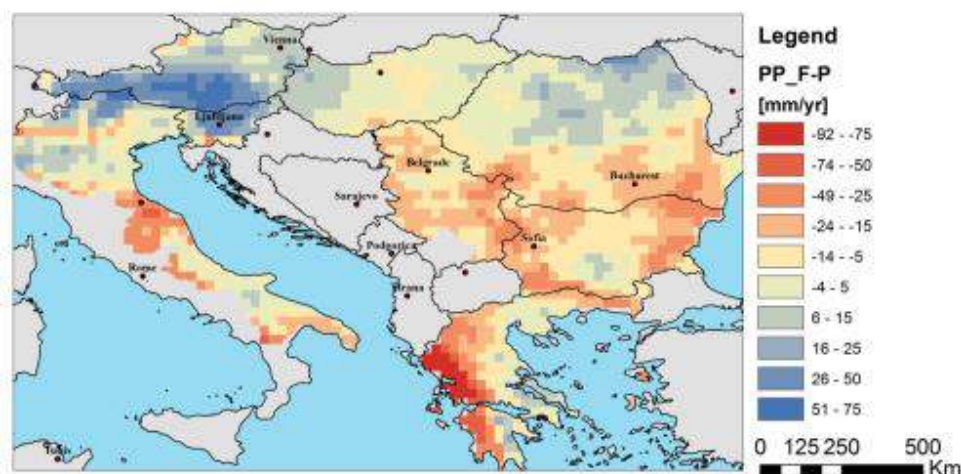 Vienna
Ljubljana
Belgrade
Bucharest
Sarajevo
Sofia
Podgorica
Rome
Tirana
Tunis
Legend
PP_F-P
[mm/yr]
-92 - -75
-74 - -50
-49 - -25
-24 - -15
-14 - -5
-4 - 5
6 - 15
16 - 25
26 - 50
51 - 75
0 125 250 500
Km